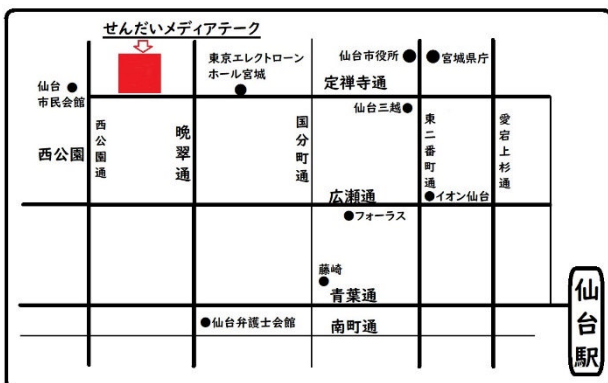 せんだいメディアテーク
仙台
市民会館
東京エレクトローン
ホール宮城
仙台市役所
宮城県庁
定禅寺通
仙台三越
西公園
西公園通
晩翠通
国分町通
東二番町通
愛宕上杉通
広瀬通
イオン仙台
フォーラス
藤崎
青葉通
仙台弁護士会館
南町通
仙台駅